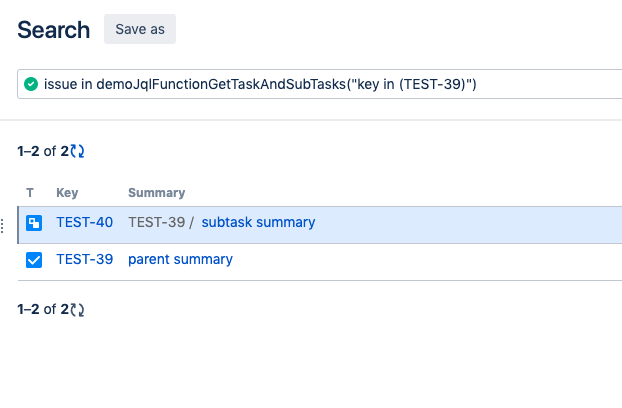 Search Save as
issue in demoJqlFunctionGetTaskAndSubTasks("key in (TEST-39)")
1–2 of 2
T Key Summary
TEST-40 TEST-39 / subtask summary
TEST-39 parent summary
1–2 of 2